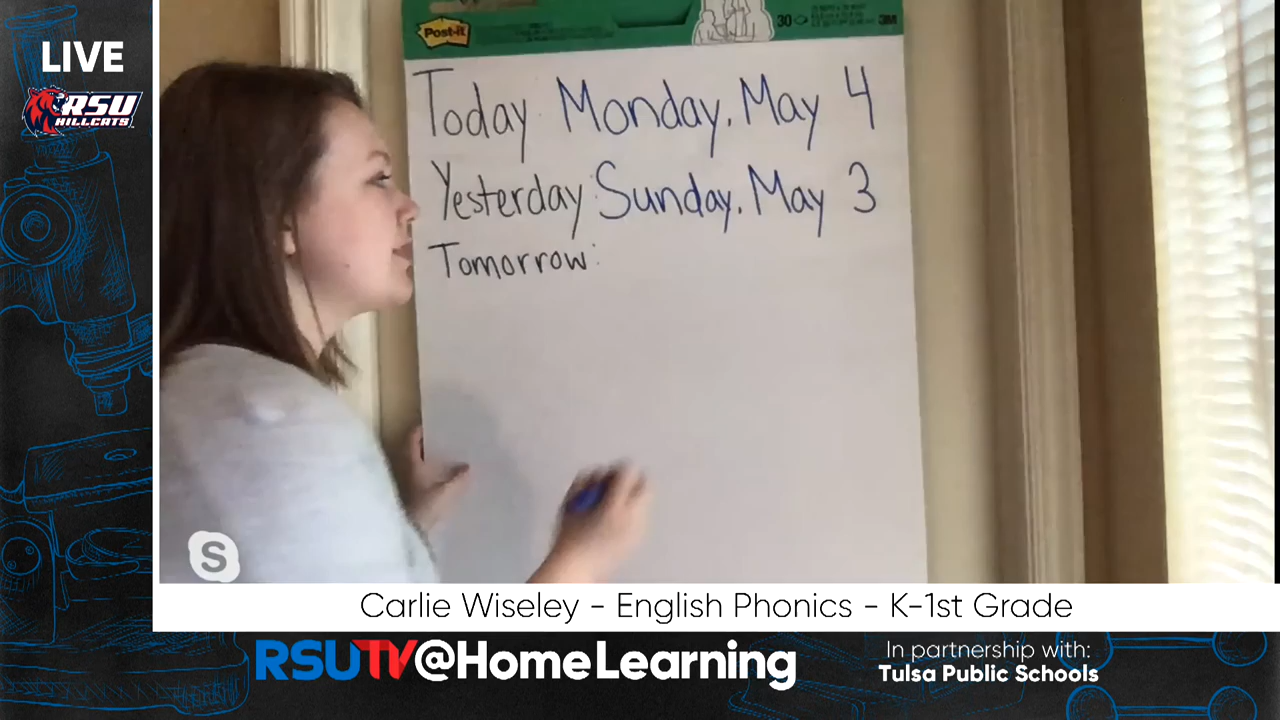 LIVE
RSU
HILLCATS
Post-it
30
3M
Today Monday, May 4
Yesterday: Sunday, May 3
Tomorrow:
S
Carlie Wiseley - English Phonics - K-1st Grade
RSUTV@HomeLearning
In partnership with:
Tulsa Public Schools